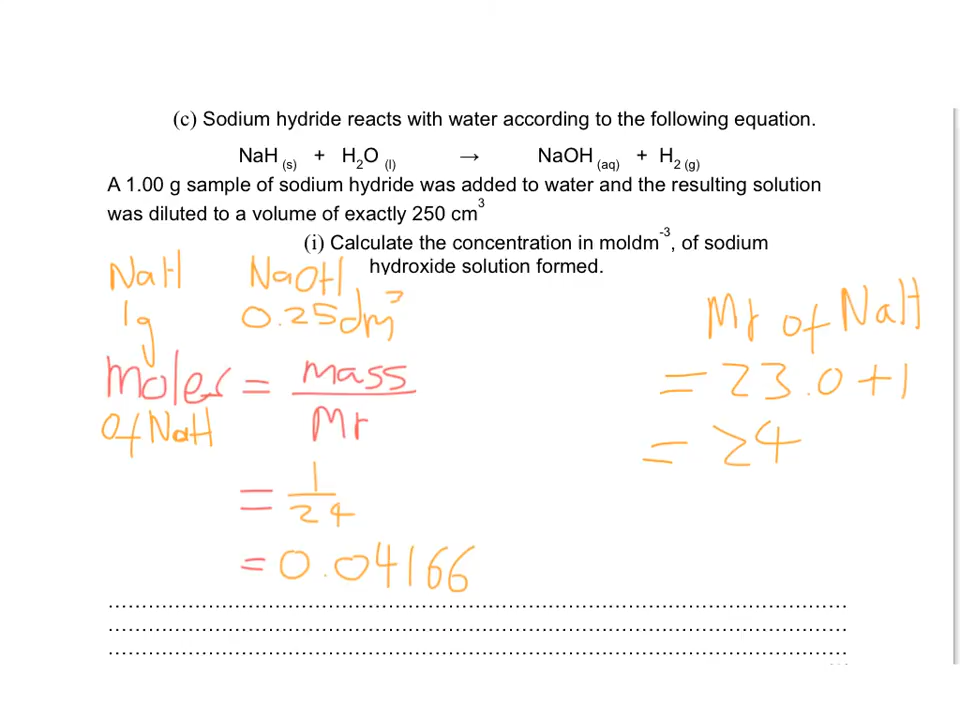 (c) Sodium hydride reacts with water according to the following equation.
NaH (s) + H2O (l) → NaOH (aq) + H2 (g)
A 1.00 g sample of sodium hydride was added to water and the resulting solution
was diluted to a volume of exactly 250 cm³
(i) Calculate the concentration in moldm⁻³, of sodium
hydroxide solution formed.
NaH NaOH
1g 0.25dm³
moles = mass / Mr
of NaH
= 1 / 24
= 0.04166
Mr of NaH
= 23.0 + 1
= 24